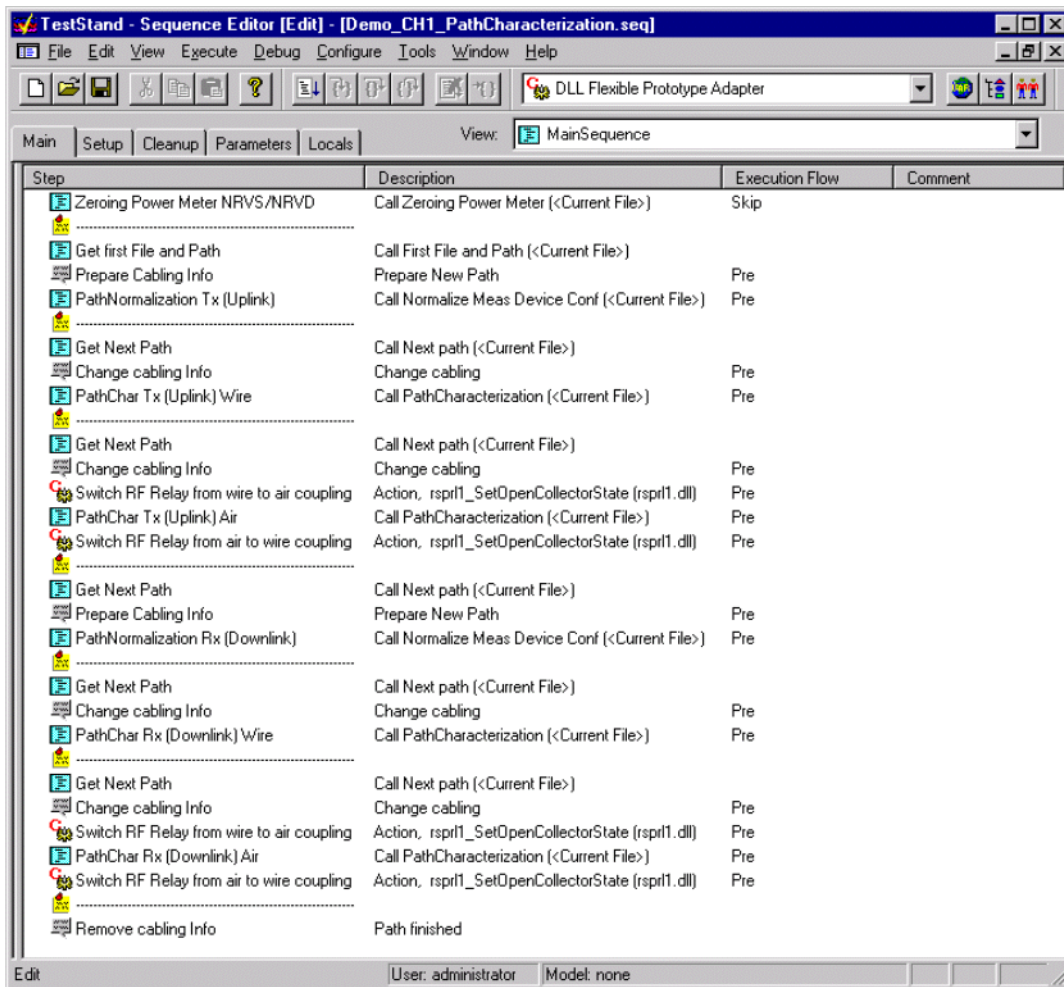 TestStand - Sequence Editor [Edit] - [Demo_CH1_PathCharacterization.seq]
File Edit View Execute Debug Configure Tools Window Help
DLL Flexible Prototype Adapter
Main Setup Cleanup Parameters Locals View: MainSequence
Step Description Execution Flow Comment
Zeroing Power Meter NRVS/NRVD Call Zeroing Power Meter (<Current File>) Skip
--------------------------------------------------------------
Get first File and Path Call First File and Path (<Current File>)
Prepare Cabling Info Prepare New Path Pre
PathNormalization Tx (Uplink) Call Normalize Meas Device Conf (<Current File>) Pre
--------------------------------------------------------------
Get Next Path Call Next path (<Current File>)
Change cabling Info Change cabling Pre
PathChar Tx (Uplink) Wire Call PathCharacterization (<Current File>) Pre
--------------------------------------------------------------
Get Next Path Call Next path (<Current File>)
Change cabling Info Change cabling Pre
Switch RF Relay from wire to air coupling Action, rsprl1_SetOpenCollectorState (rsprl1.dll) Pre
PathChar Tx (Uplink) Air Call PathCharacterization (<Current File>) Pre
Switch RF Relay from air to wire coupling Action, rsprl1_SetOpenCollectorState (rsprl1.dll) Pre
--------------------------------------------------------------
Get Next Path Call Next path (<Current File>)
Prepare Cabling Info Prepare New Path Pre
PathNormalization Rx (Downlink) Call Normalize Meas Device Conf (<Current File>) Pre
--------------------------------------------------------------
Get Next Path Call Next path (<Current File>)
Change cabling Info Change cabling Pre
PathChar Rx (Downlink) Wire Call PathCharacterization (<Current File>) Pre
--------------------------------------------------------------
Get Next Path Call Next path (<Current File>)
Change cabling Info Change cabling Pre
Switch RF Relay from wire to air coupling Action, rsprl1_SetOpenCollectorState (rsprl1.dll) Pre
PathChar Rx (Downlink) Air Call PathCharacterization (<Current File>) Pre
Switch RF Relay from air to wire coupling Action, rsprl1_SetOpenCollectorState (rsprl1.dll) Pre
--------------------------------------------------------------
Remove cabling Info Path finished
Edit User: administrator Model: none